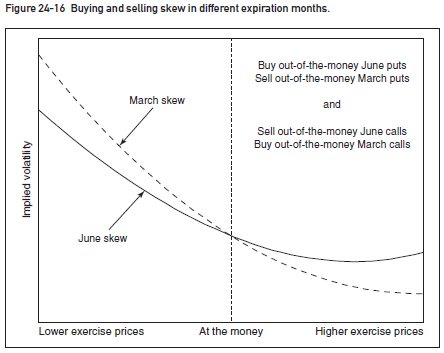 Figure 24-16 Buying and selling skew in different expiration months.
Buy out-of-the-money June puts
Sell out-of-the-money March puts
and
Sell out-of-the-money June calls
Buy out-of-the-money March calls
March skew
June skew
Implied volatility
Lower exercise prices
At the money
Higher exercise prices